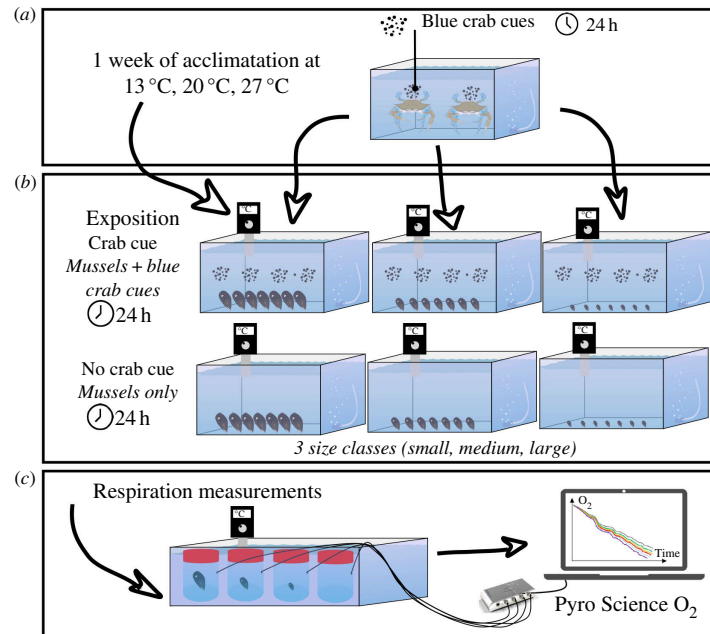 (a)
Blue crab cues
24 h
1 week of acclimatation at
13 °C, 20 °C, 27 °C
(b)
Exposition
Crab cue
Mussels + blue
crab cues
24 h
°C
°C
°C
No crab cue
Mussels only
24 h
°C
°C
°C
3 size classes (small, medium, large)
(c)
Respiration measurements
°C
O2
Time
Pyro Science O2